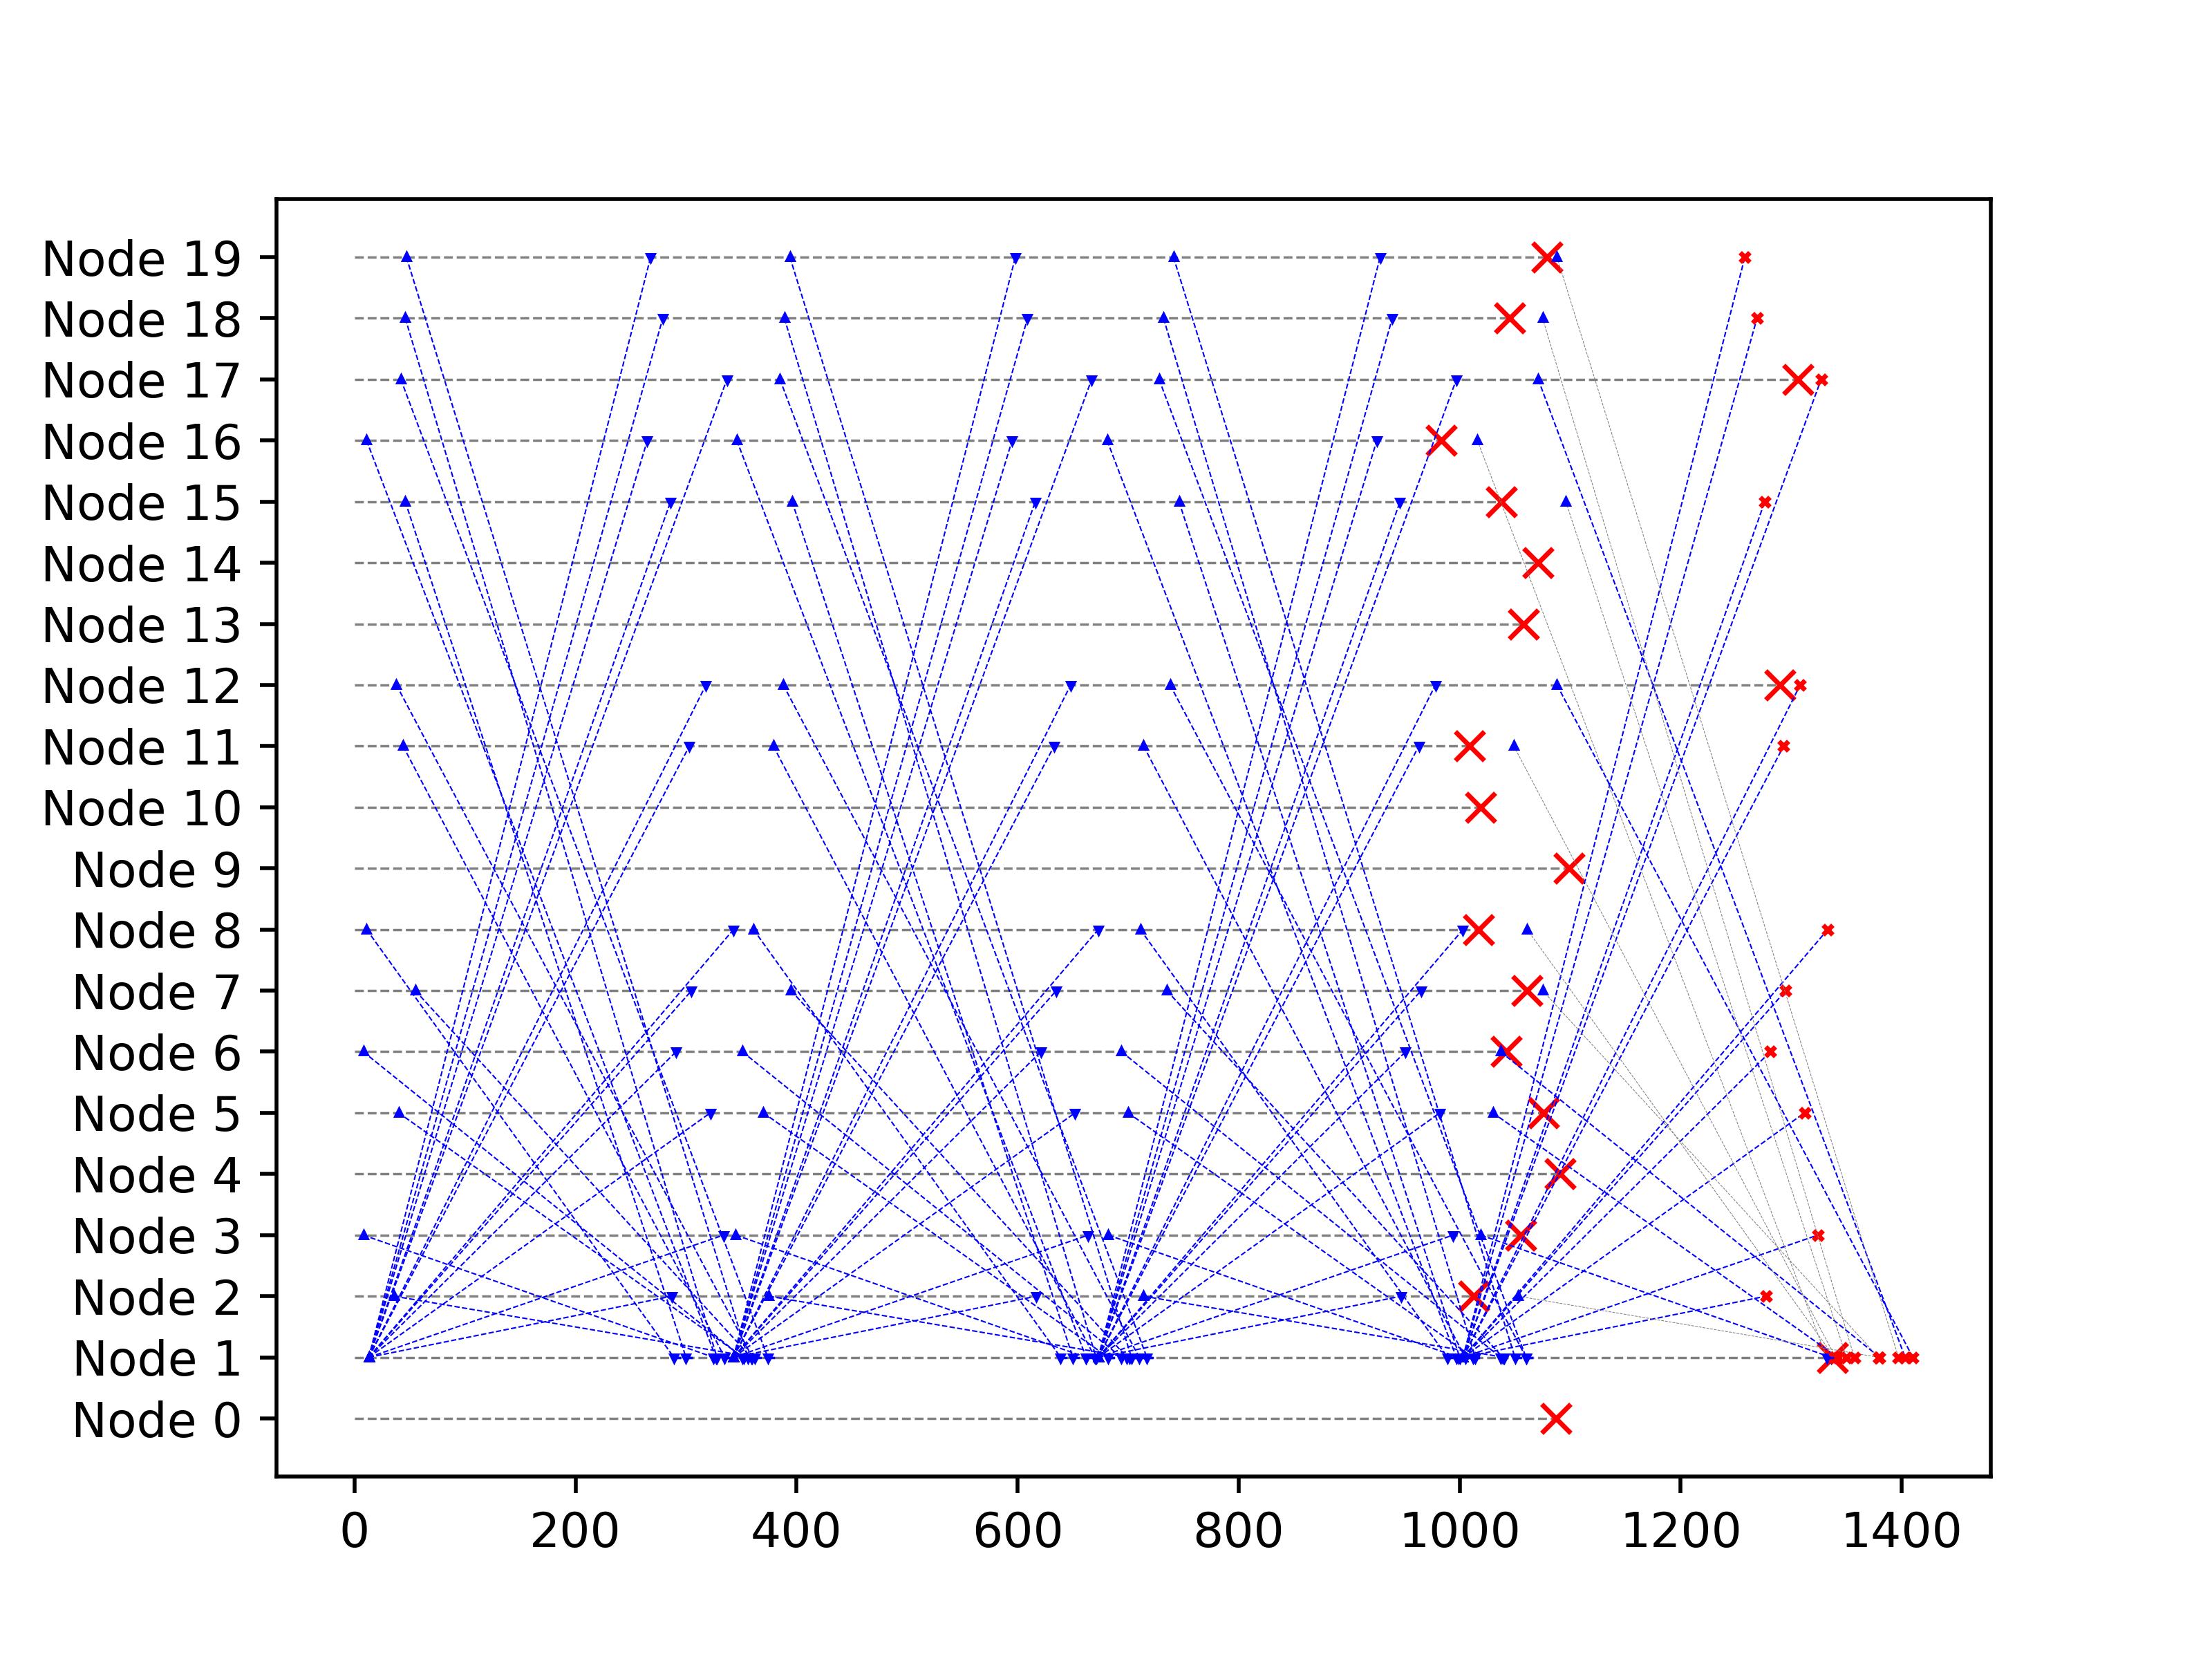 Node 19
Node 18
Node 17
Node 16
Node 15
Node 14
Node 13
Node 12
Node 11
Node 10
Node 9
Node 8
Node 7
Node 6
Node 5
Node 4
Node 3
Node 2
Node 1
Node 0
0 200 400 600 800 1000 1200 1400